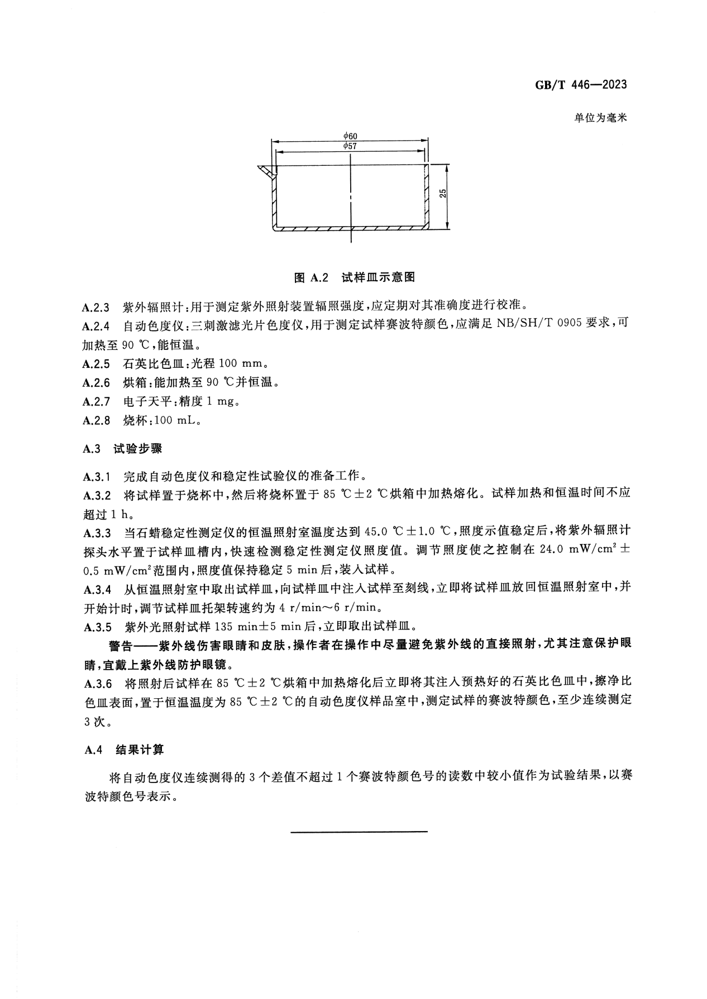 GB/T 446—2023
单位为毫米
ϕ60
ϕ57
25
图 A.2 试样皿示意图
A.2.3 紫外辐照计:用于测定紫外照射装置辐照强度,应定期对其准确度进行校准。
A.2.4 自动色度仪:三刺激滤光片色度仪,用于测定试样赛波特颜色,应满足 NB/SH/T 0905 要求,可
加热至 90 ℃,能恒温。
A.2.5 石英比色皿:光程 100 mm。
A.2.6 烘箱:能加热至 90 ℃并恒温。
A.2.7 电子天平:精度 1 mg。
A.2.8 烧杯:100 mL。
A.3 试验步骤
A.3.1 完成自动色度仪和稳定性试验仪的准备工作。
A.3.2 将试样置于烧杯中,然后将烧杯置于 85 ℃±2 ℃烘箱中加热熔化。试样加热和恒温时间不应
超过 1 h。
A.3.3 当石蜡稳定性测定仪的恒温照射室温度达到 45.0 ℃±1.0 ℃,照度示值稳定后,将紫外辐照计
探头水平置于试样皿槽内,快速检测稳定性测定仪照度值。调节照度使之控制在 24.0 mW/cm²±
0.5 mW/cm²范围内,照度值保持稳定 5 min 后,装入试样。
A.3.4 从恒温照射室中取出试样皿,向试样皿中注入试样至刻线,立即将试样皿放回恒温照射室中,并
开始计时,调节试样皿托架转速约为 4 r/min～6 r/min。
A.3.5 紫外光照射试样 135 min±5 min 后,立即取出试样皿。
警告——紫外线伤害眼睛和皮肤,操作者在操作中尽量避免紫外线的直接照射,尤其注意保护眼
睛,宜戴上紫外线防护眼镜。
A.3.6 将照射后试样在 85 ℃±2 ℃烘箱中加热熔化后立即将其注入预热好的石英比色皿中,擦净比
色皿表面,置于恒温温度为 85 ℃±2 ℃的自动色度仪样品室中,测定试样的赛波特颜色,至少连续测定
3 次。
A.4 结果计算
将自动色度仪连续测得的 3 个差值不超过 1 个赛波特颜色号的读数中较小值作为试验结果,以赛
波特颜色号表示。